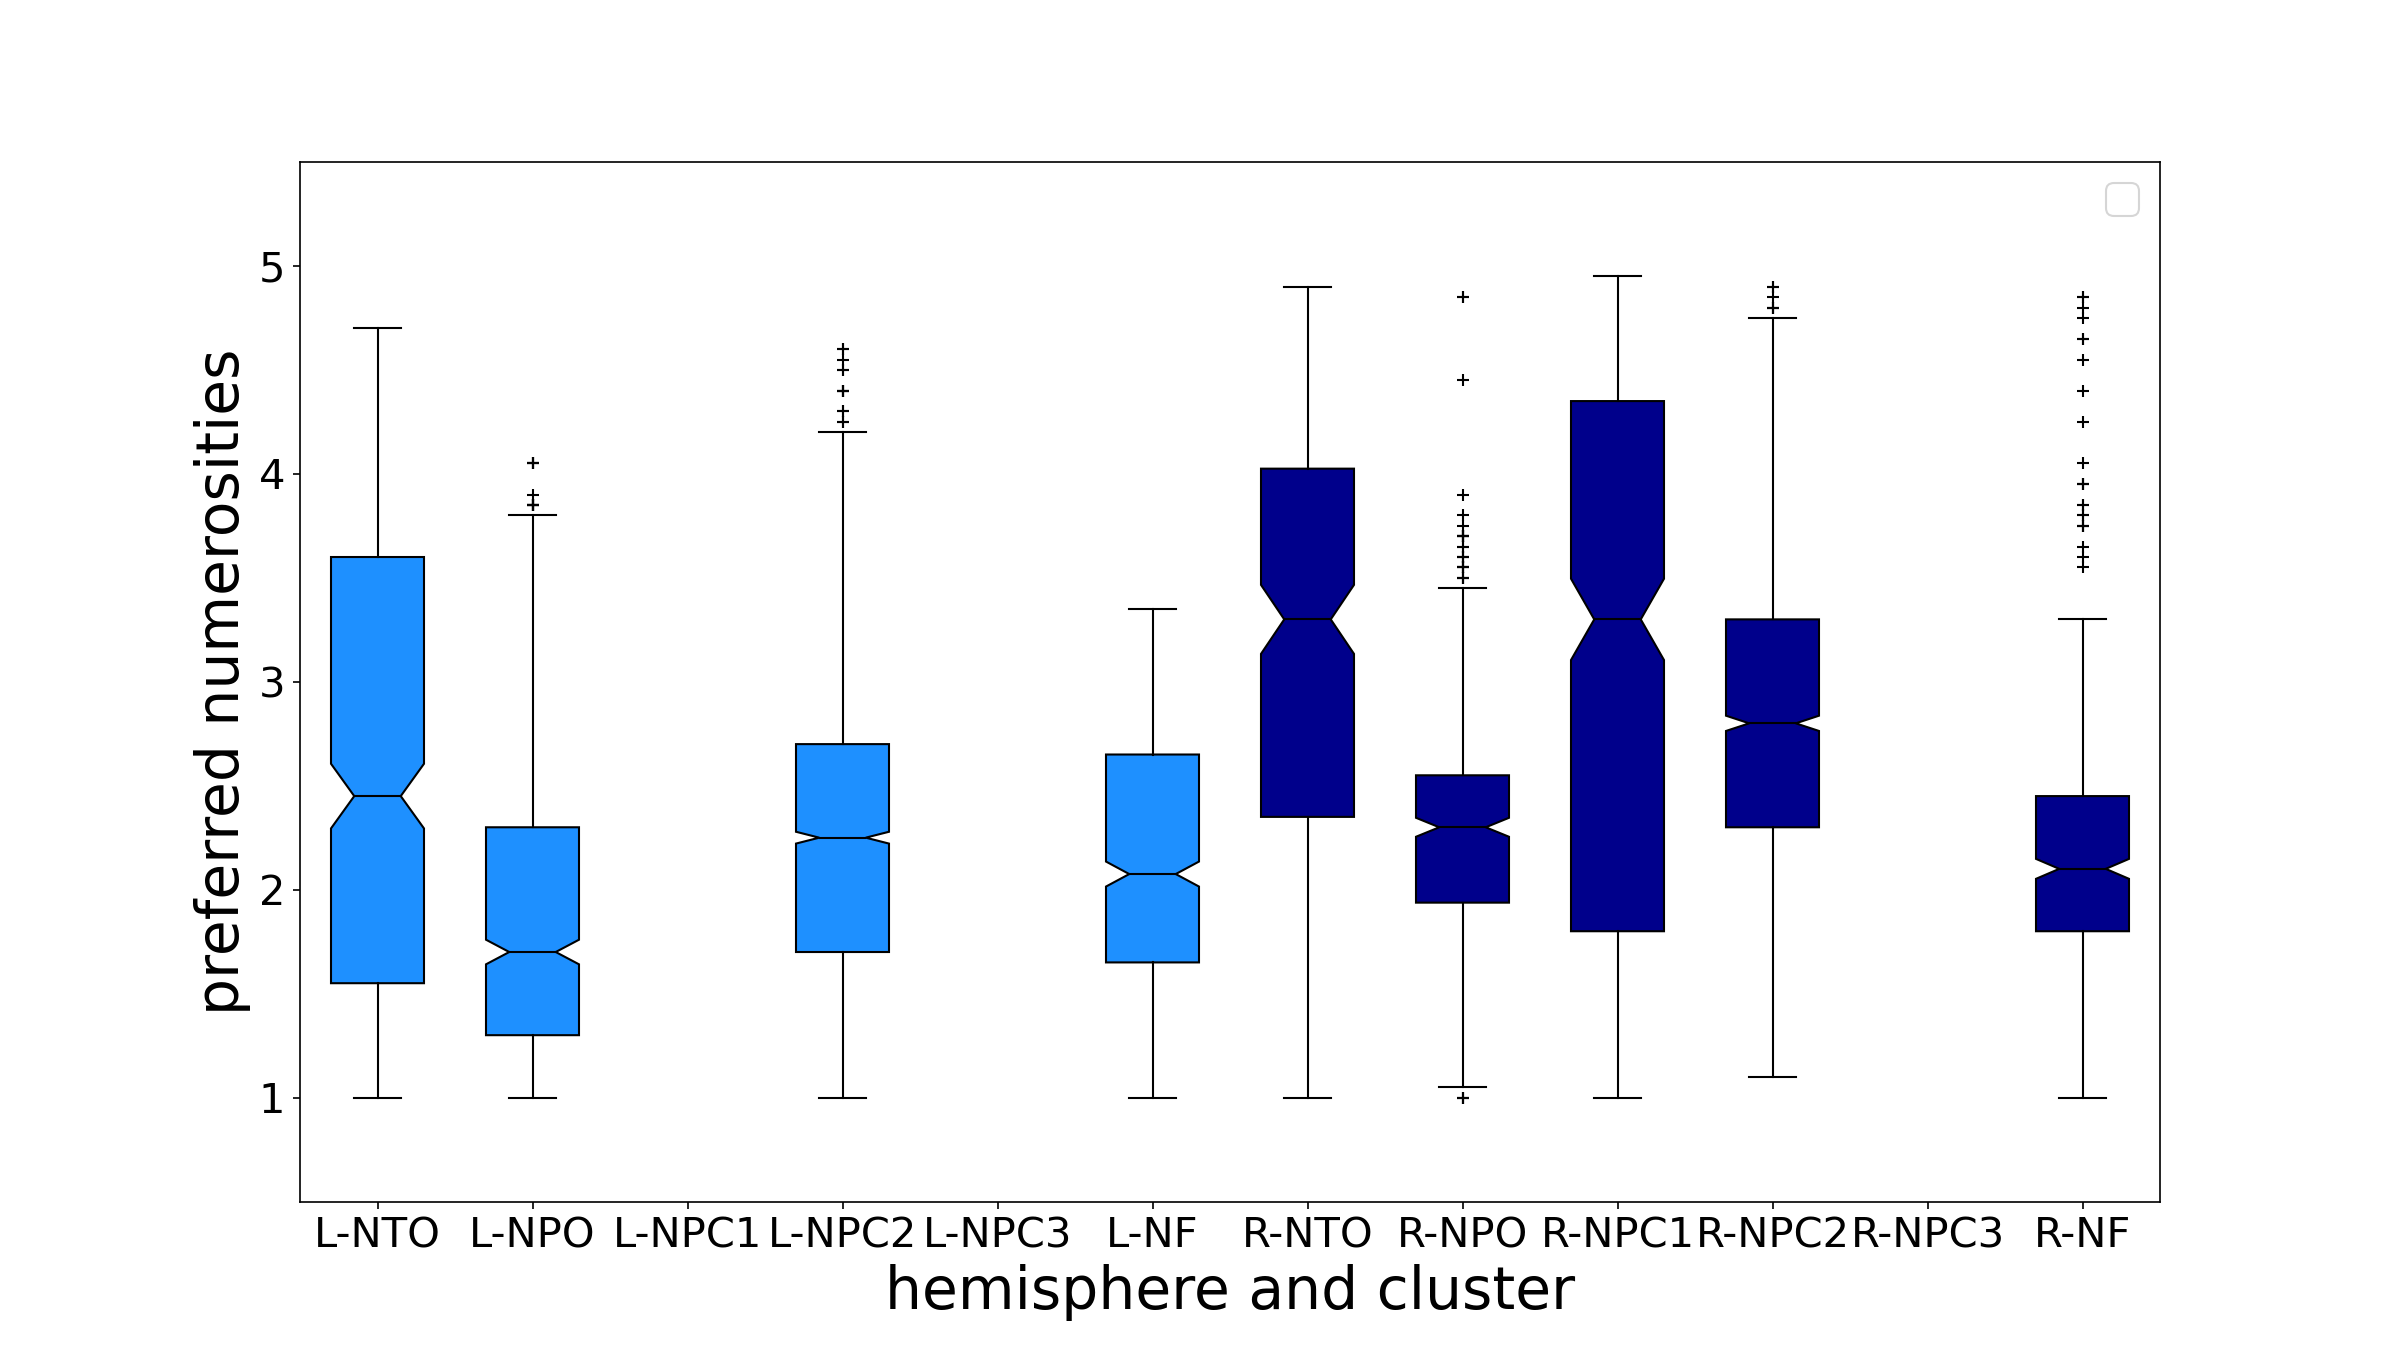 preferred numerosities
5
4
3
2
1
L-NTO L-NPO L-NPC1 L-NPC2 L-NPC3 L-NF R-NTO R-NPO R-NPC1 R-NPC2 R-NPC3 R-NF
hemisphere and cluster